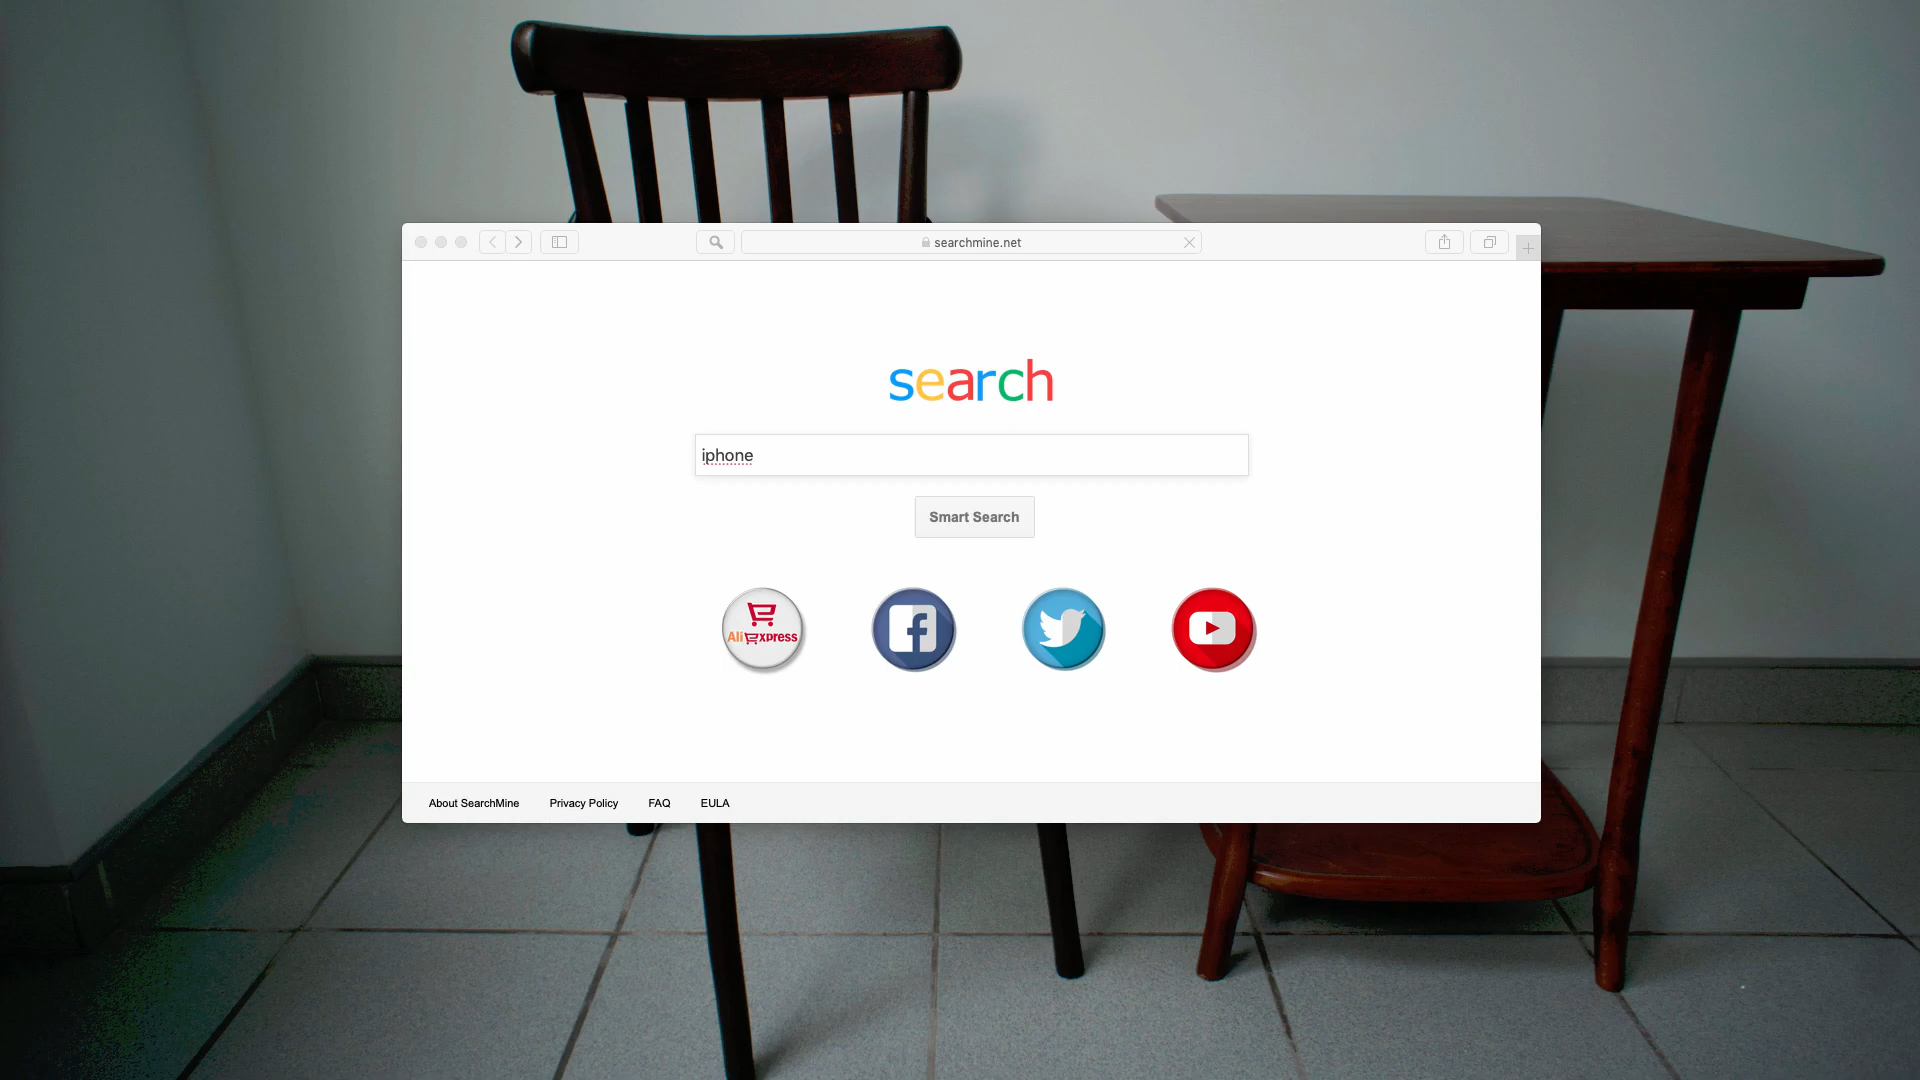 searchmine.net
search
iphone
Smart Search
AliExpress
About SearchMine Privacy Policy FAQ EULA